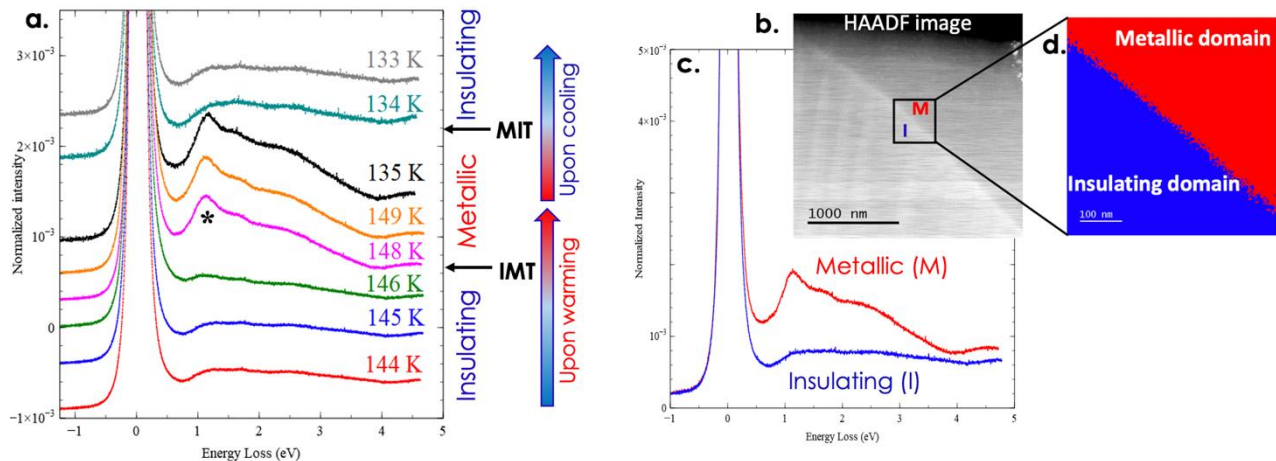 a.
3×10⁻³
2×10⁻³
10⁻³
0
−1×10⁻³
Normalized intensity
133 K
134 K
135 K
149 K
148 K
*
146 K
145 K
144 K
-1
0
1
2
3
4
5
Energy Loss (eV)
Insulating
Metallic
Insulating
MIT
IMT
Upon cooling
Upon warming
b.
HAADF image
M
I
1000 nm
c.
5×10⁻³
10⁻³
0
Normalized Intensity
Metallic (M)
Insulating (I)
-1
0
1
2
3
4
5
Energy Loss (eV)
d.
Metallic domain
Insulating domain
100 nm